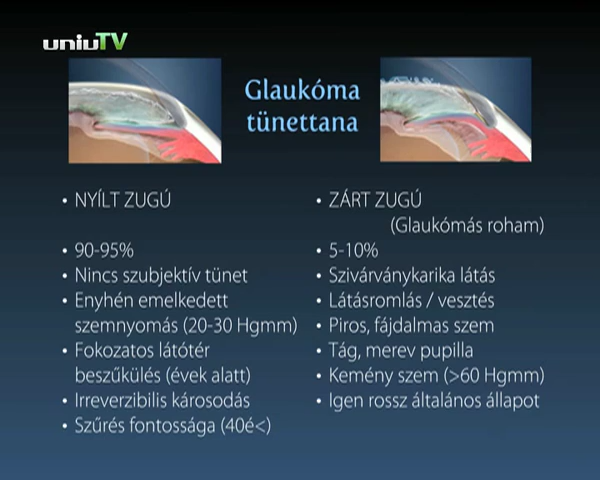 uniuTV
Glaukóma
tünettana
• NYÍLT ZUGÚ
• 90-95%
• Nincs szubjektív tünet
• Enyhén emelkedett
szemnyomás (20-30 Hgmm)
• Fokozatos látótér
beszűkülés (évek alatt)
• Irreverzibilis károsodás
• Szűrés fontossága (40é<)
• ZÁRT ZUGÚ
(Glaukómás roham)
• 5-10%
• Szivárványkarika látás
• Látásromlás / vesztés
• Piros, fájdalmas szem
• Tág, merev pupilla
• Kemény szem (>60 Hgmm)
• Igen rossz általános állapot